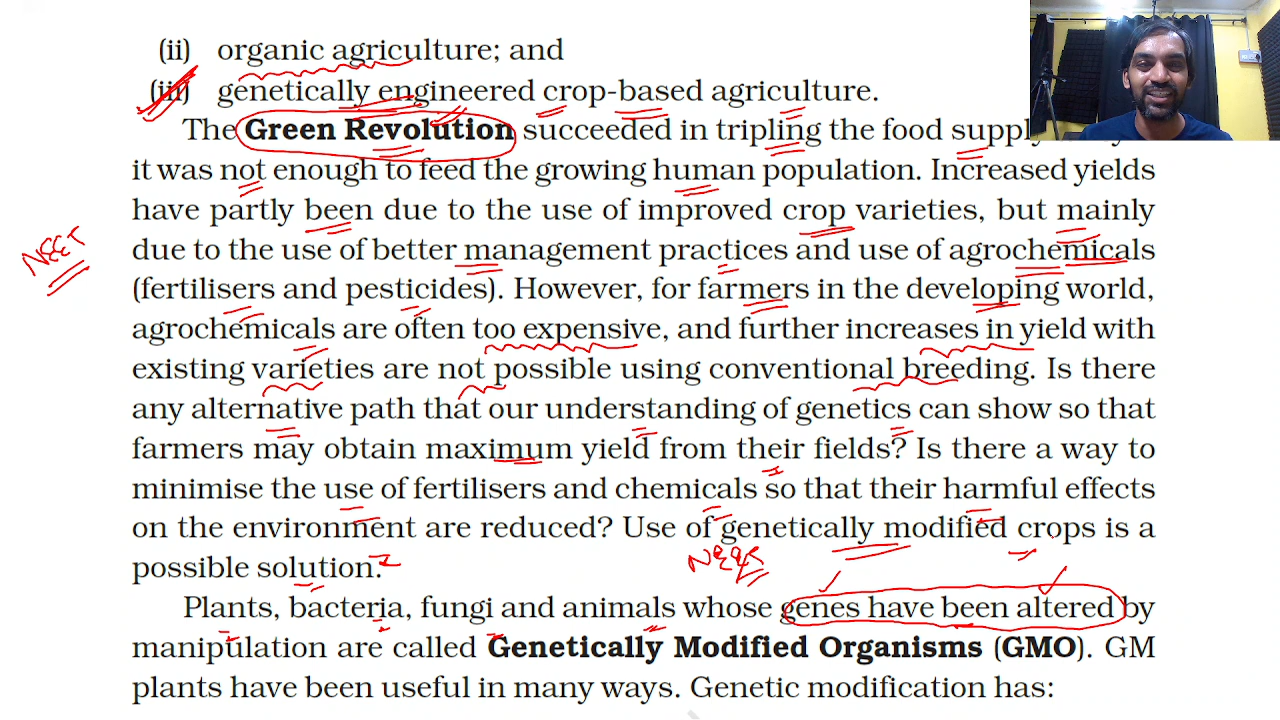 (ii) organic agriculture; and
(iii) genetically engineered crop-based agriculture.
The Green Revolution succeeded in tripling the food supply
it was not enough to feed the growing human population. Increased yields
have partly been due to the use of improved crop varieties, but mainly
NEET
due to the use of better management practices and use of agrochemicals
(fertilisers and pesticides). However, for farmers in the developing world,
agrochemicals are often too expensive, and further increases in yield with
existing varieties are not possible using conventional breeding. Is there
any alternative path that our understanding of genetics can show so that
farmers may obtain maximum yield from their fields? Is there a way to
minimise the use of fertilisers and chemicals so that their harmful effects
on the environment are reduced? Use of genetically modified crops is a
possible solution.
Plants, bacteria, fungi and animals whose genes have been altered by
manipulation are called Genetically Modified Organisms (GMO). GM
plants have been useful in many ways. Genetic modification has: